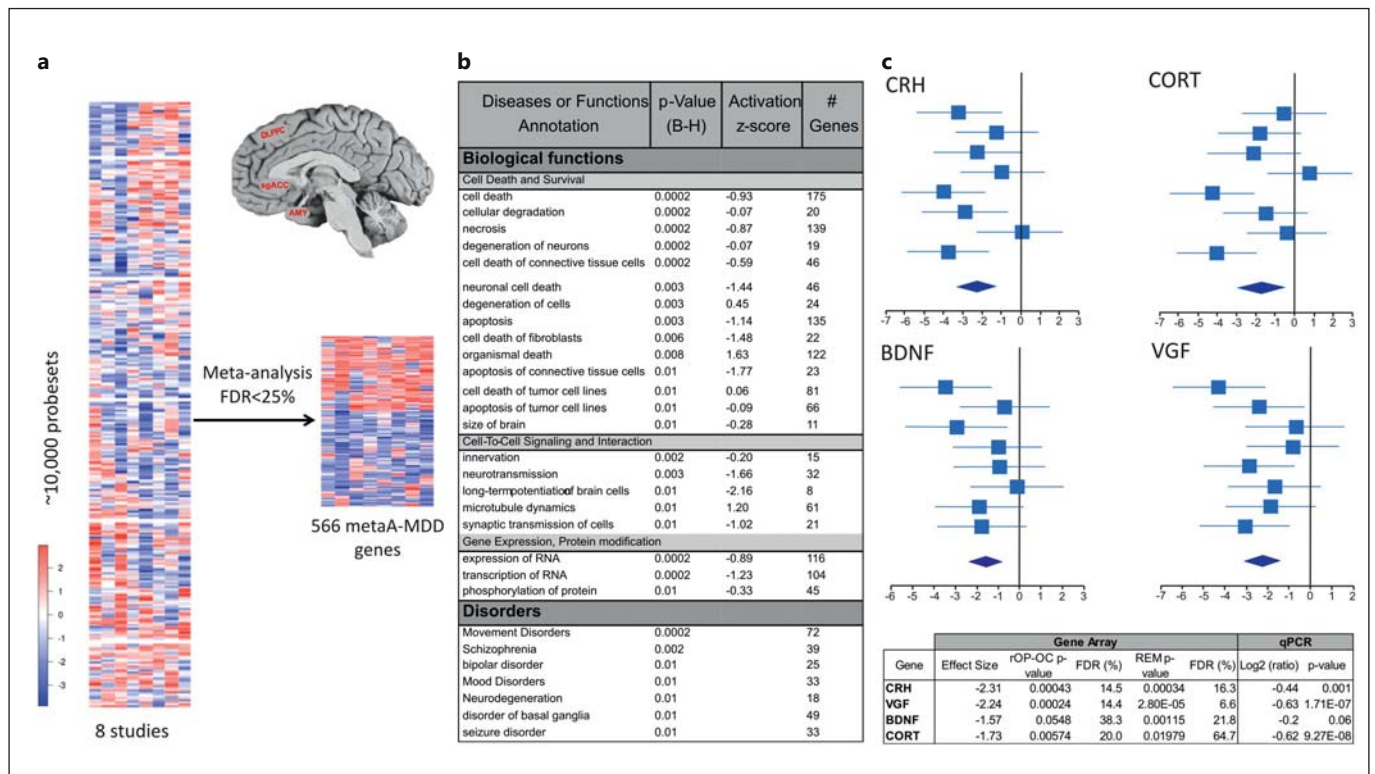 a
DLPFC
sgACC
AMY
~10,000 probesets
Meta-analysis
FDR<25%
566 metaA-MDD
genes
2
1
0
-1
-2
-3
8 studies
b
Diseases or Functions Annotation p-Value (B-H) Activation z-score # Genes
Biological functions
Cell Death and Survival
cell death 0.0002 -0.93 175
cellular degradation 0.0002 -0.07 20
necrosis 0.0002 -0.87 139
degeneration of neurons 0.0002 -0.07 19
cell death of connective tissue cells 0.0002 -0.59 46
neuronal cell death 0.003 -1.44 46
degeneration of cells 0.003 0.45 24
apoptosis 0.003 -1.14 135
cell death of fibroblasts 0.006 -1.48 22
organismal death 0.008 1.63 122
apoptosis of connective tissue cells 0.01 -1.77 23
cell death of tumor cell lines 0.01 0.06 81
apoptosis of tumor cell lines 0.01 -0.09 66
size of brain 0.01 -0.28 11
Cell-To-Cell Signaling and Interaction
innervation 0.002 -0.20 15
neurotransmission 0.003 -1.66 32
long-termpotentiationof brain cells 0.01 -2.16 8
microtubule dynamics 0.01 1.20 61
synaptic transmission of cells 0.01 -1.02 21
Gene Expression, Protein modification
expression of RNA 0.0002 -0.89 116
transcription of RNA 0.0002 -1.23 104
phosphorylation of protein 0.01 -0.33 45
Disorders
Movement Disorders 0.0002 72
Schizophrenia 0.002 39
bipolar disorder 0.01 25
Mood Disorders 0.01 33
Neurodegeneration 0.01 18
disorder of basal ganglia 0.01 49
seizure disorder 0.01 33
c
CRH
-7 -6 -5 -4 -3 -2 -1 0 1 2 3
CORT
-7 -6 -5 -4 -3 -2 -1 0 1 2 3
BDNF
-6 -5 -4 -3 -2 -1 0 1 2 3
VGF
-7 -6 -5 -4 -3 -2 -1 0 1 2
Gene Array qPCR
Gene Effect Size rOP-OC p-value FDR (%) REM p-value FDR (%) Log2 (ratio) p-value
CRH -2.31 0.00043 14.5 0.00034 16.3 -0.44 0.001
VGF -2.24 0.00024 14.4 2.80E-05 6.6 -0.63 1.71E-07
BDNF -1.57 0.0548 38.3 0.00115 21.8 -0.2 0.06
CORT -1.73 0.00574 20.0 0.01979 64.7 -0.62 9.27E-08